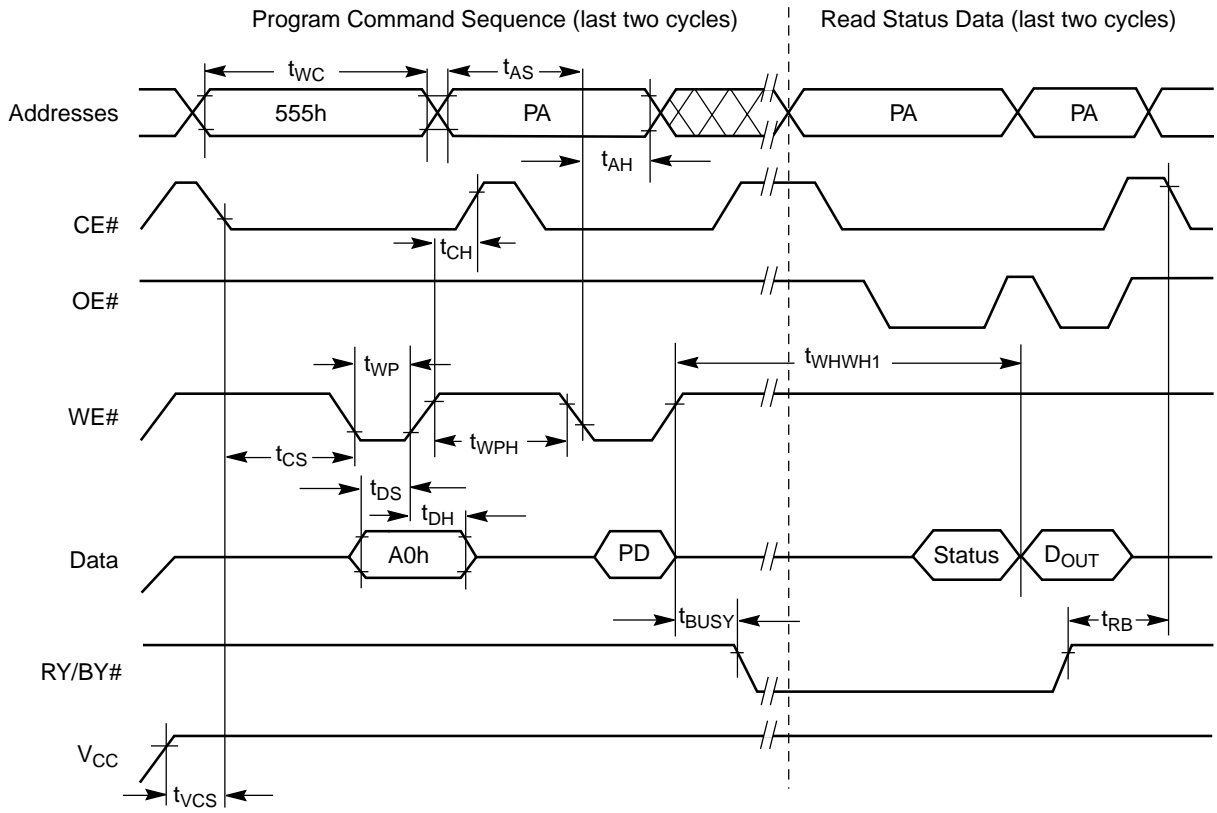 Program Command Sequence (last two cycles) Read Status Data (last two cycles)
tWC tAS
Addresses 555h PA PA PA
tAH
CE#
tCH
OE#
tWP tWHWH1
WE#
tCS tWPH
tDS
tDH
Data A0h PD Status DOUT
tBUSY tRB
RY/BY#
VCC
tVCS